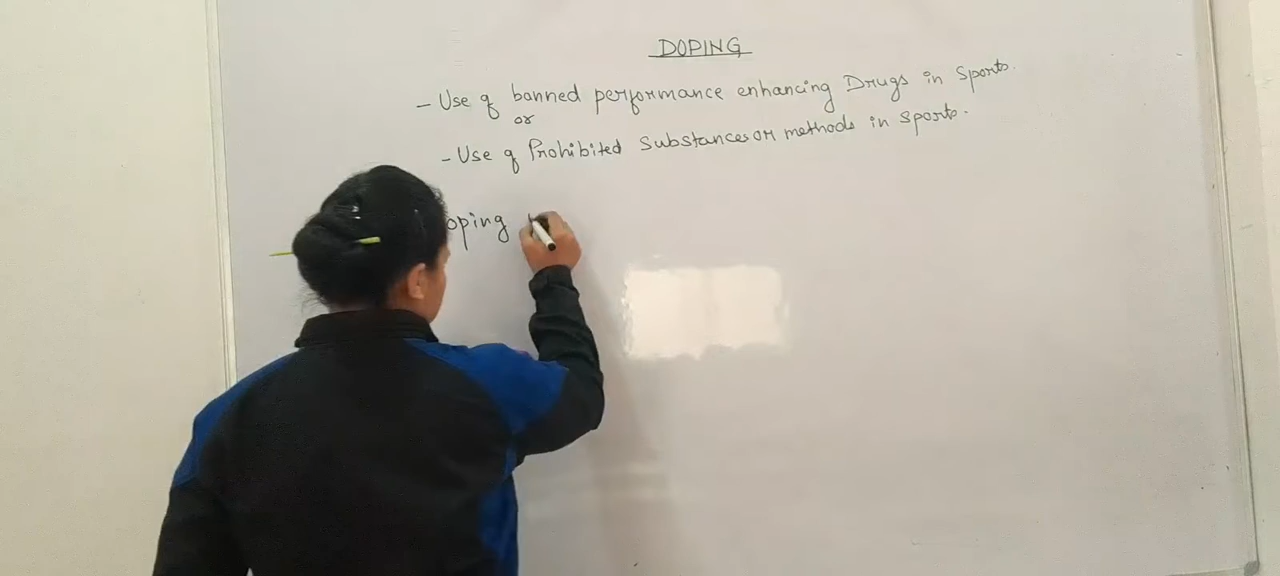 DOPING
- Use of banned performance enhancing Drugs in Sports.
or
- Use of Prohibited Substances or methods in Sports.
oping